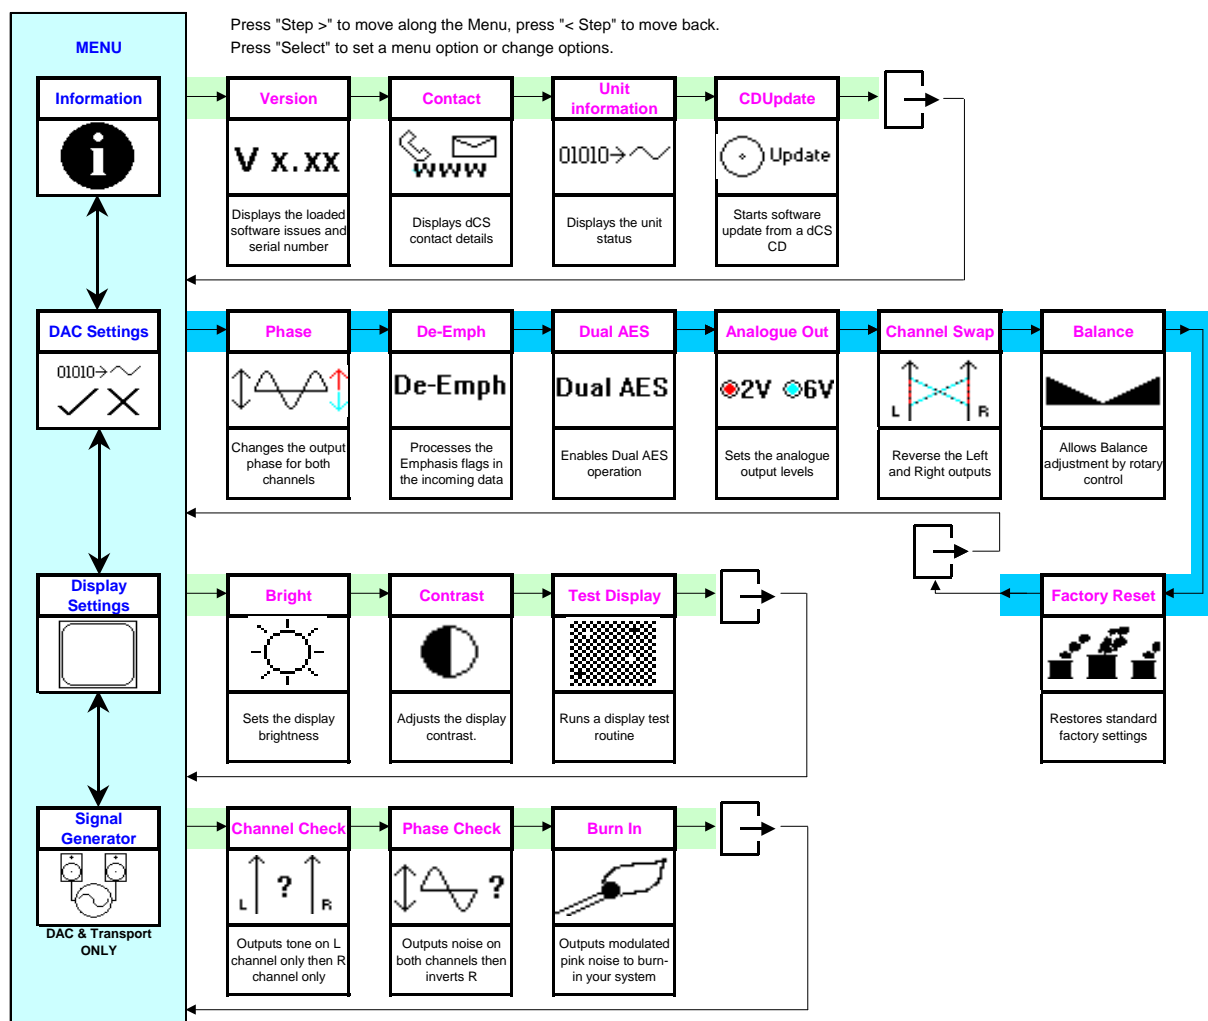 Press "Step >" to move along the Menu, press "< Step" to move back.
Press "Select" to set a menu option or change options.
MENU
Information
Version
V x.xx
Displays the loaded
software issues and
serial number
Contact
www
Displays dCS
contact details
Unit
information
01010→
Displays the unit
status
CDUpdate
Update
Starts software
update from a dCS
CD
DAC Settings
01010→
Phase
Changes the output
phase for both
channels
De-Emph
De-Emph
Processes the
Emphasis flags in
the incoming data
Dual AES
Dual AES
Enables Dual AES
operation
Analogue Out
2V 6V
Sets the analogue
output levels
Channel Swap
L R
Reverse the Left
and Right outputs
Balance
Allows Balance
adjustment by rotary
control
Factory Reset
Restores standard
factory settings
Display
Settings
Bright
Sets the display
brightness
Contrast
Adjusts the display
contrast.
Test Display
Runs a display test
routine
Signal
Generator
DAC & Transport
ONLY
Channel Check
L ? R
Outputs tone on L
channel only then R
channel only
Phase Check
?
Outputs noise on
both channels then
inverts R
Burn In
Outputs modulated
pink noise to burn-
in your system